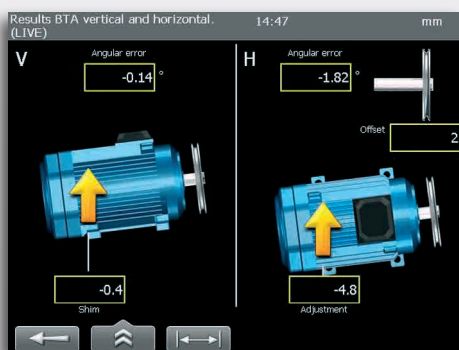 Results BTA vertical and horizontal. 14:47 mm
(LIVE)
V
Angular error
-0.14 °
H
Angular error
-1.82 °
Offset
2
-0.4
Shim
-4.8
Adjustment